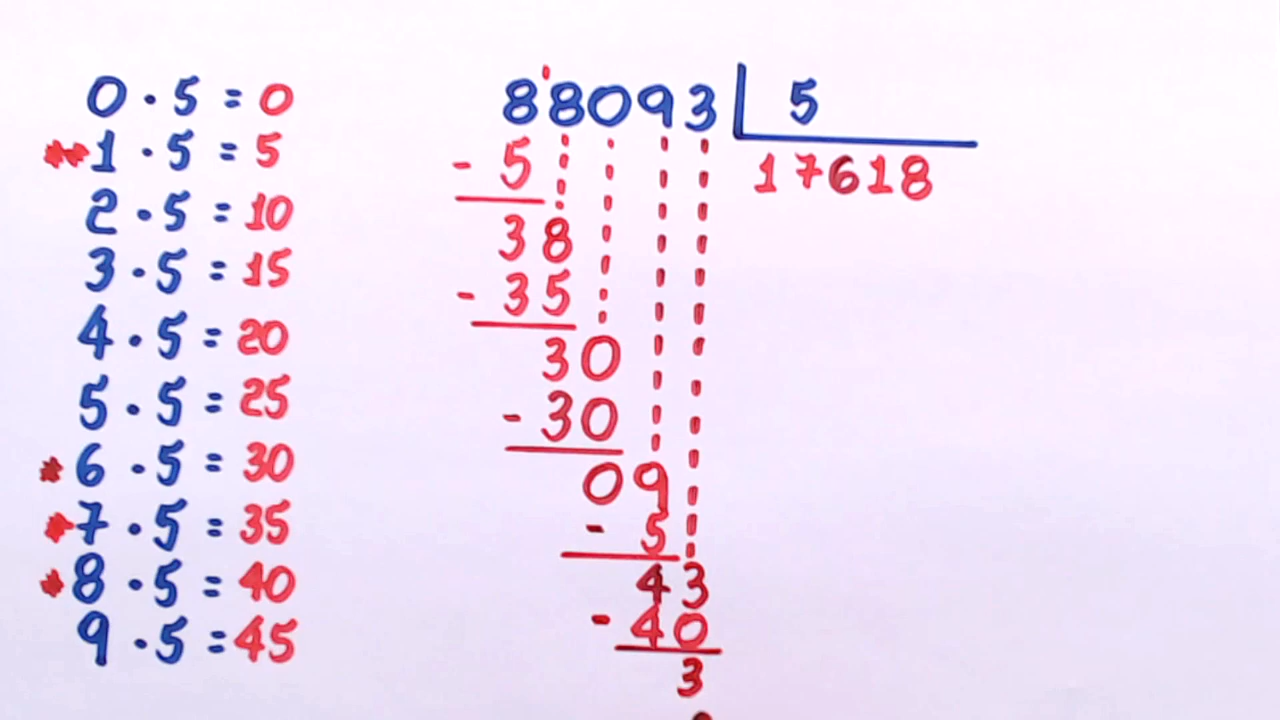 0 · 5 = 0
1 · 5 = 5
2 · 5 = 10
3 · 5 = 15
4 · 5 = 20
5 · 5 = 25
6 · 5 = 30
7 · 5 = 35
8 · 5 = 40
9 · 5 = 45
88093 5
- 5 17618
38
- 35
30
- 30
09
- 5
43
- 40
3